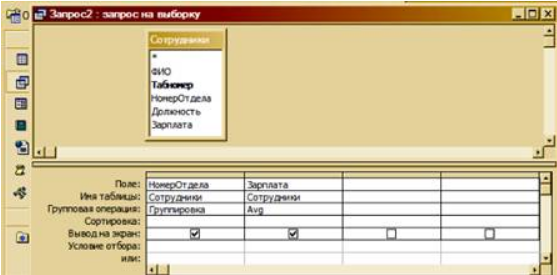 Запрос2 : запрос на выборку
Сотрудники
*
ФИО
Табномер
НомерОтдела
Должность
Зарплата
Поле: НомерОтдела Зарплата
Имя таблицы: Сотрудники Сотрудники
Групповая операция: Группировка Avg
Сортировка:
Вывод на экран:
Условие отбора:
или: